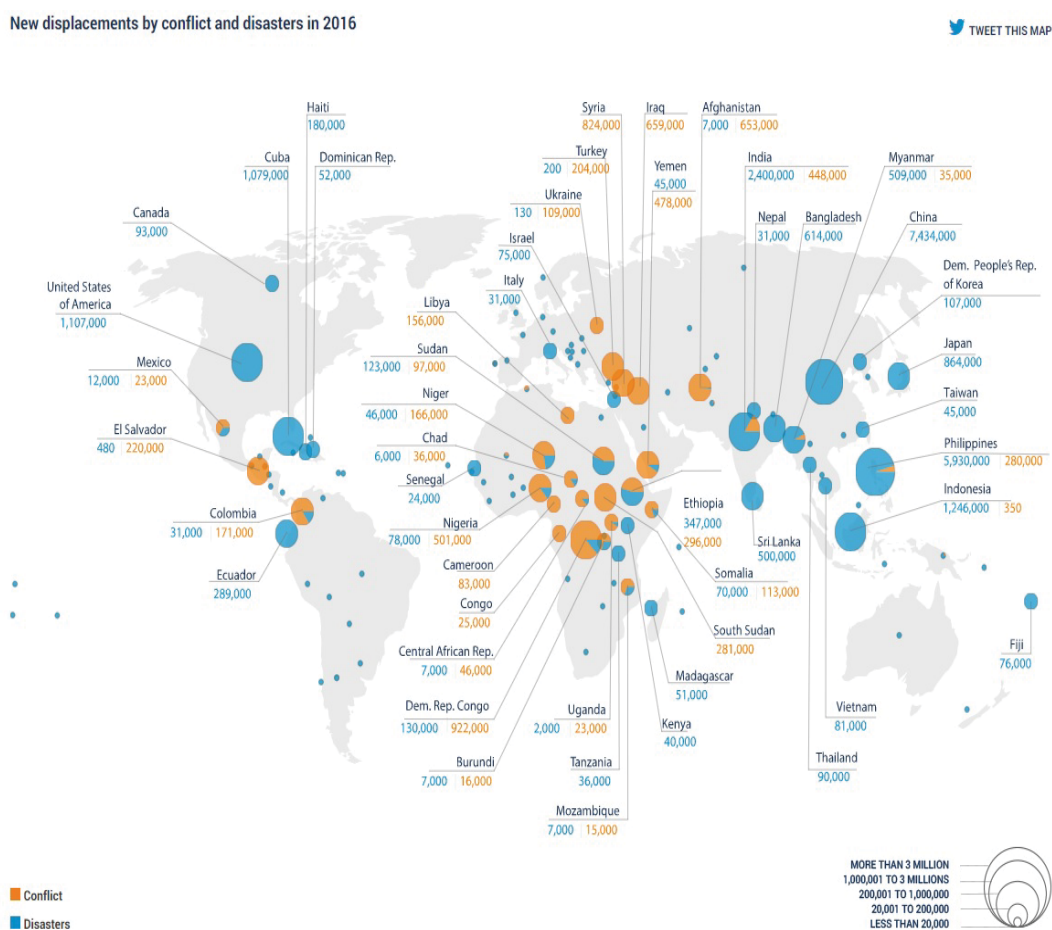 New displacements by conflict and disasters in 2016
TWEET THIS MAP
Haiti
180,000
Cuba
1,079,000
Dominican Rep.
52,000
Canada
93,000
United States
of America
1,107,000
Mexico
12,000 23,000
El Salvador
480 220,000
Colombia
31,000 171,000
Ecuador
289,000
Syria
824,000
Iraq
659,000
Afghanistan
7,000 653,000
Turkey
200 204,000
Yemen
45,000
478,000
Ukraine
130 109,000
Israel
75,000
Italy
31,000
Libya
156,000
Sudan
123,000 97,000
Niger
46,000 166,000
Chad
6,000 36,000
Senegal
24,000
Nigeria
78,000 501,000
Cameroon
83,000
Congo
25,000
Central African Rep.
7,000 46,000
Dem. Rep. Congo
130,000 922,000
Burundi
7,000 16,000
Uganda
2,000 23,000
Tanzania
36,000
Mozambique
7,000 15,000
Kenya
40,000
Madagascar
51,000
South Sudan
281,000
Somalia
70,000 113,000
Ethiopia
347,000
296,000
India
2,400,000 448,000
Myanmar
509,000 35,000
Nepal
31,000
Bangladesh
614,000
China
7,434,000
Dem. People's Rep.
of Korea
107,000
Japan
864,000
Taiwan
45,000
Philippines
5,930,000 280,000
Indonesia
1,246,000 350
Sri Lanka
500,000
Fiji
76,000
Vietnam
81,000
Thailand
90,000
Conflict
Disasters
MORE THAN 3 MILLION
1,000,001 TO 3 MILLIONS
200,001 TO 1,000,000
20,001 TO 200,000
LESS THAN 20,000